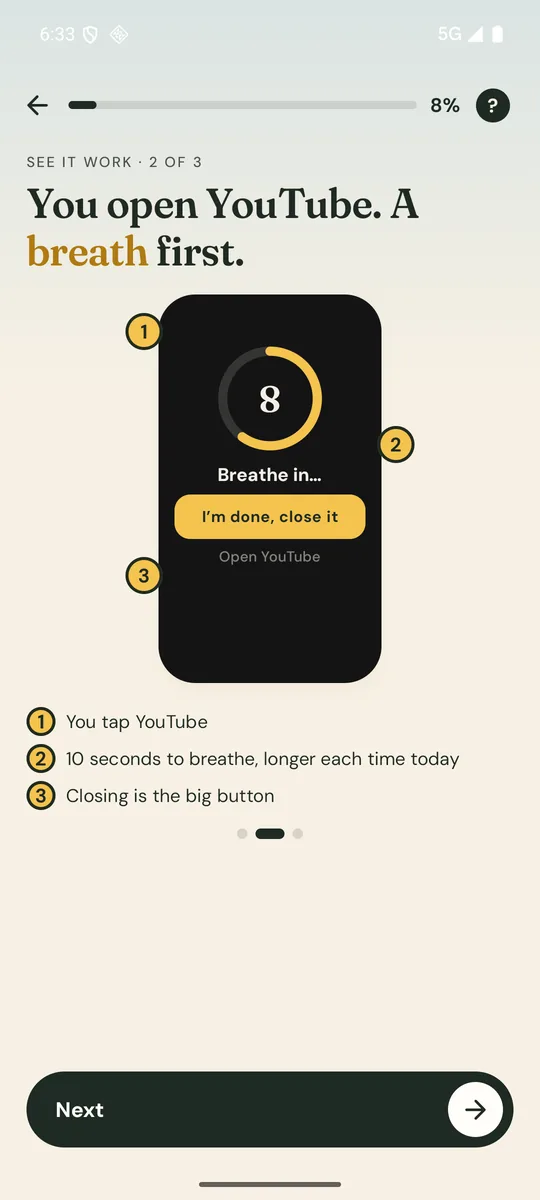 6:33
5G
8%
?
SEE IT WORK · 2 OF 3
You open YouTube. A
breath first.
1
8
2
Breathe in...
I'm done, close it
Open YouTube
3
1 You tap YouTube
2 10 seconds to breathe, longer each time today
3 Closing is the big button
Next